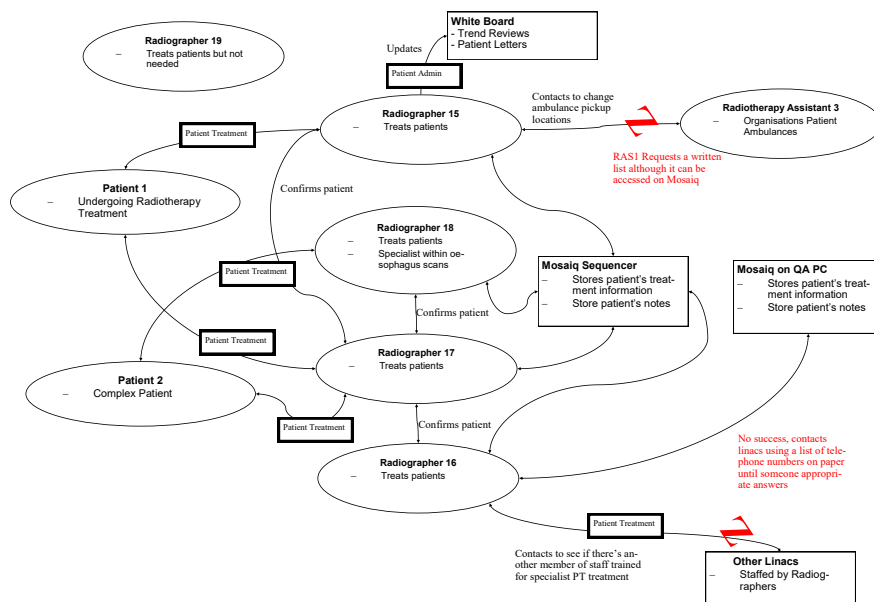 White Board
- Trend Reviews
- Patient Letters
Radiographer 19
– Treats patients but not
needed
Updates
Patient Admin
Radiographer 15
– Treats patients
Contacts to change
ambulance pickup
locations
Radiotherapy Assistant 3
– Organisations Patient
Ambulances
Patient Treatment
RAS1 Requests a written
list although it can be
accessed on Mosaiq
Patient 1
– Undergoing Radiotherapy
Treatment
Confirms patient
Radiographer 18
– Treats patients
– Specialist within oe-
sophagus scans
Patient Treatment
Mosaiq Sequencer
– Stores patient's treat-
ment information
– Store patient's notes
Mosaiq on QA PC
– Stores patient's treat-
ment information
– Store patient's notes
Confirms patient
Patient Treatment
Radiographer 17
– Treats patients
Patient 2
– Complex Patient
Patient Treatment
Confirms patient
Radiographer 16
– Treats patients
No success, contacts
linacs using a list of tele-
phone numbers on paper
until someone appropri-
ate answers
Patient Treatment
Contacts to see if there's an-
other member of staff trained
for specialist PT treatment
Other Linacs
– Staffed by Radiog-
raphers